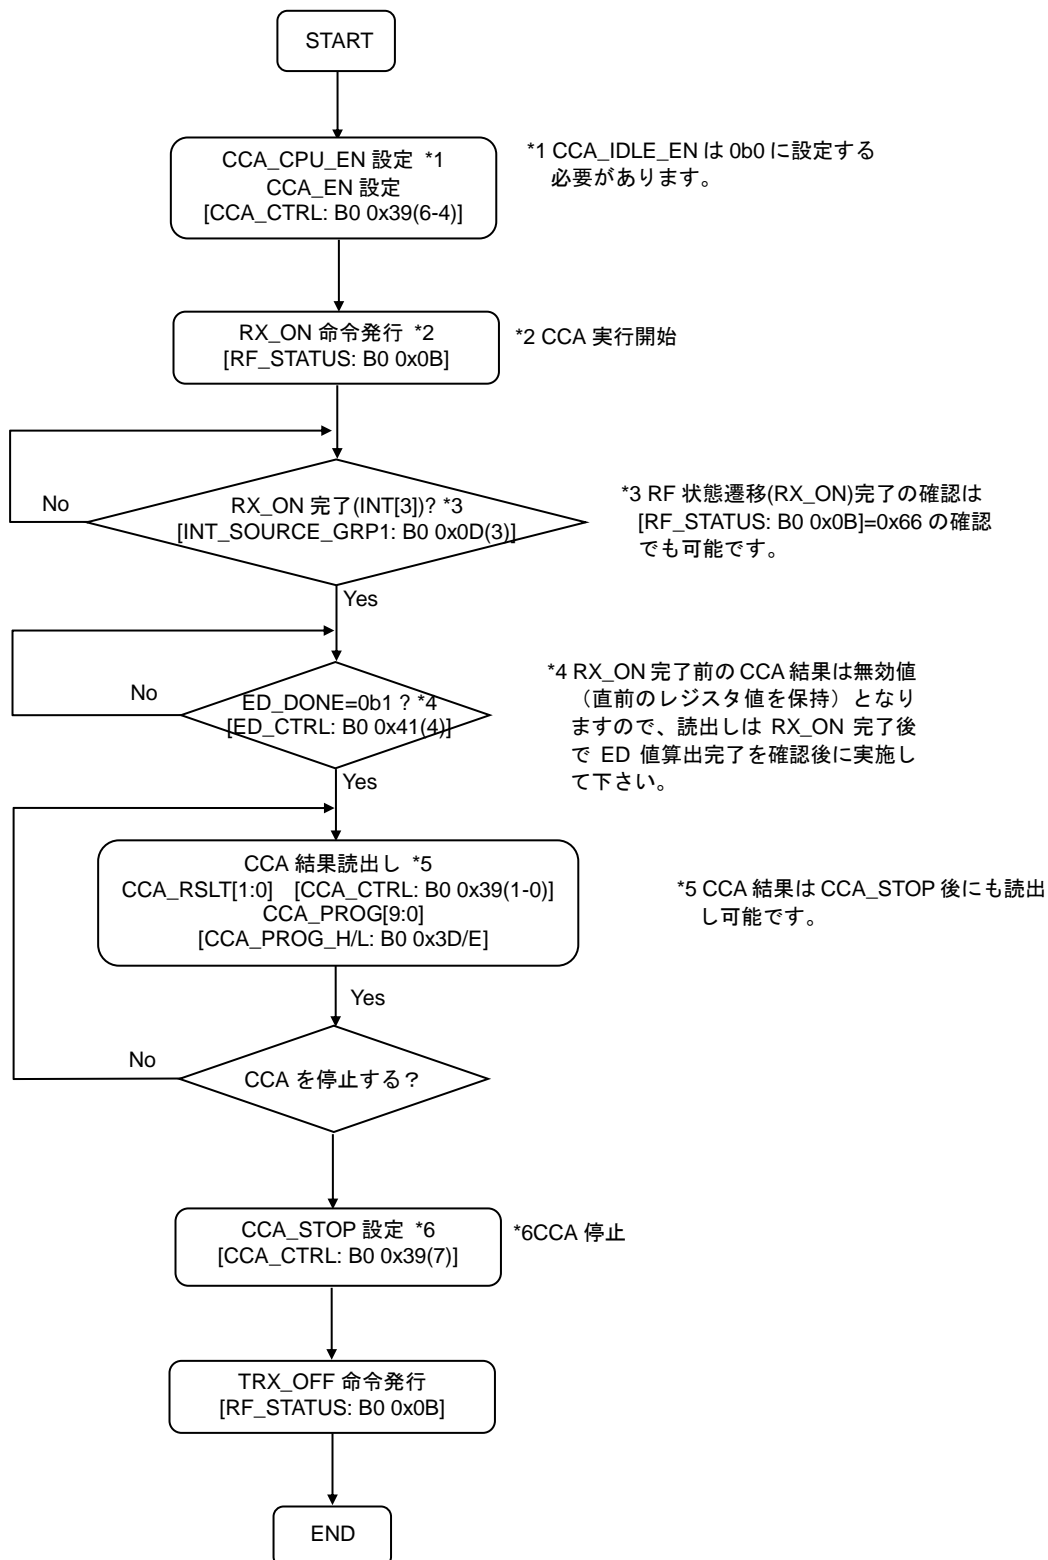 START
CCA_CPU_EN 設定 *1
CCA_EN 設定
[CCA_CTRL: B0 0x39(6-4)]
*1 CCA_IDLE_EN は 0b0 に設定する
必要があります。
RX_ON 命令発行 *2
[RF_STATUS: B0 0x0B]
*2 CCA 実行開始
No
RX_ON 完了(INT[3])? *3
[INT_SOURCE_GRP1: B0 0x0D(3)]
*3 RF 状態遷移(RX_ON)完了の確認は
[RF_STATUS: B0 0x0B]=0x66 の確認
でも可能です。
Yes
No
ED_DONE=0b1 ? *4
[ED_CTRL: B0 0x41(4)]
*4 RX_ON 完了前の CCA 結果は無効値
（直前のレジスタ値を保持）となり
ますので、読出しは RX_ON 完了後
で ED 値算出完了を確認後に実施し
て下さい。
Yes
CCA 結果読出し *5
CCA_RSLT[1:0] [CCA_CTRL: B0 0x39(1-0)]
CCA_PROG[9:0]
[CCA_PROG_H/L: B0 0x3D/E]
*5 CCA 結果は CCA_STOP 後にも読出
し可能です。
Yes
No
CCA を停止する？
CCA_STOP 設定 *6
[CCA_CTRL: B0 0x39(7)]
*6CCA 停止
TRX_OFF 命令発行
[RF_STATUS: B0 0x0B]
END